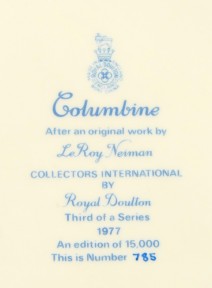 Columbine
After an original work by
LeRoy Neiman
COLLECTORS INTERNATIONAL
BY
Royal Doulton
Third of a Series
1977
An edition of 15,000
This is Number 785